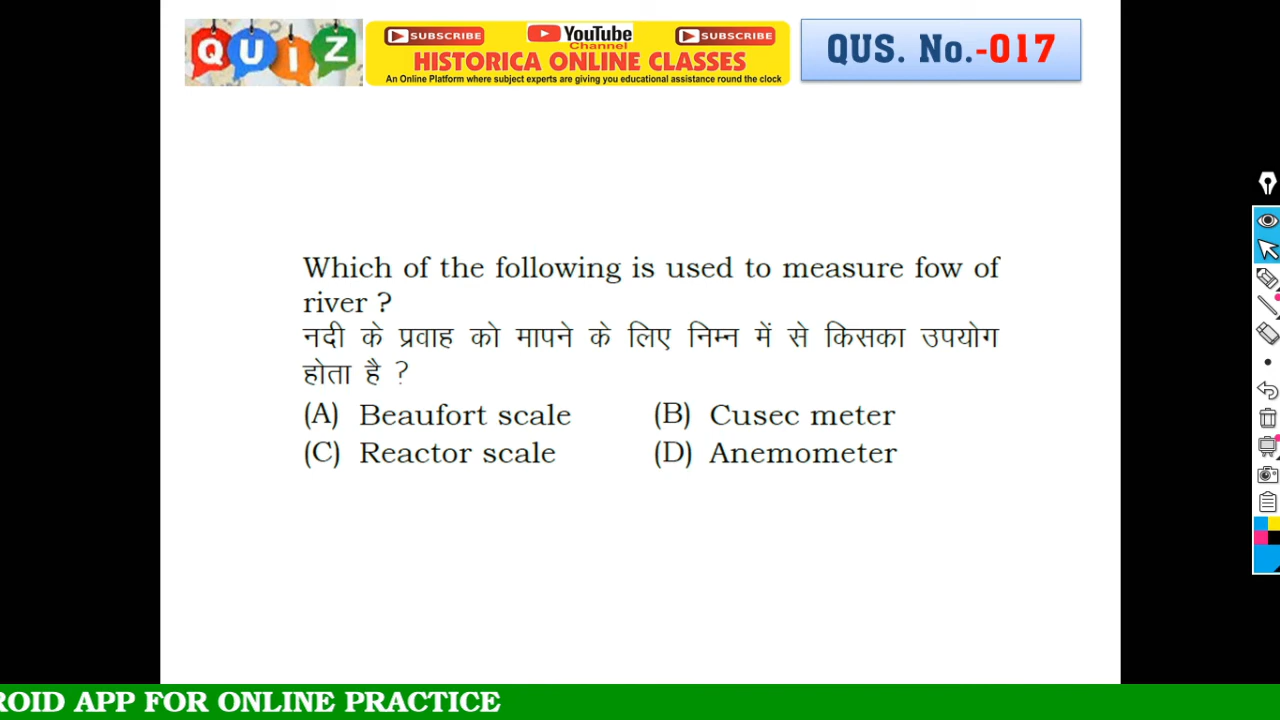 QUIZ
SUBSCRIBE YouTube SUBSCRIBE
Channel
HISTORICA ONLINE CLASSES
An Online Platform where subject experts are giving you educational assistance round the clock
QUS. No.-017
Which of the following is used to measure fow of
river ?
नदी के प्रवाह को मापने के लिए निम्न में से किसका उपयोग
होता है ?
(A) Beaufort scale (B) Cusec meter
(C) Reactor scale (D) Anemometer
ROID APP FOR ONLINE PRACTICE